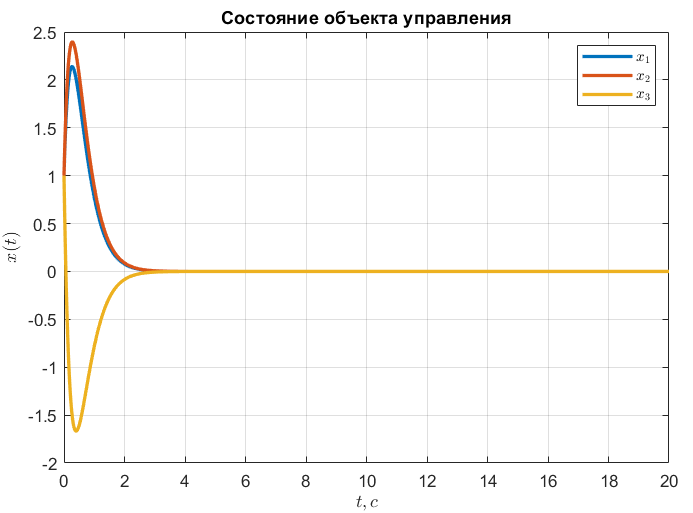 Состояние объекта управления
2.5
2
1.5
1
0.5
0
-0.5
-1
-1.5
-2
x(t)
0 2 4 6 8 10 12 14 16 18 20
t, c
x₁
x₂
x₃